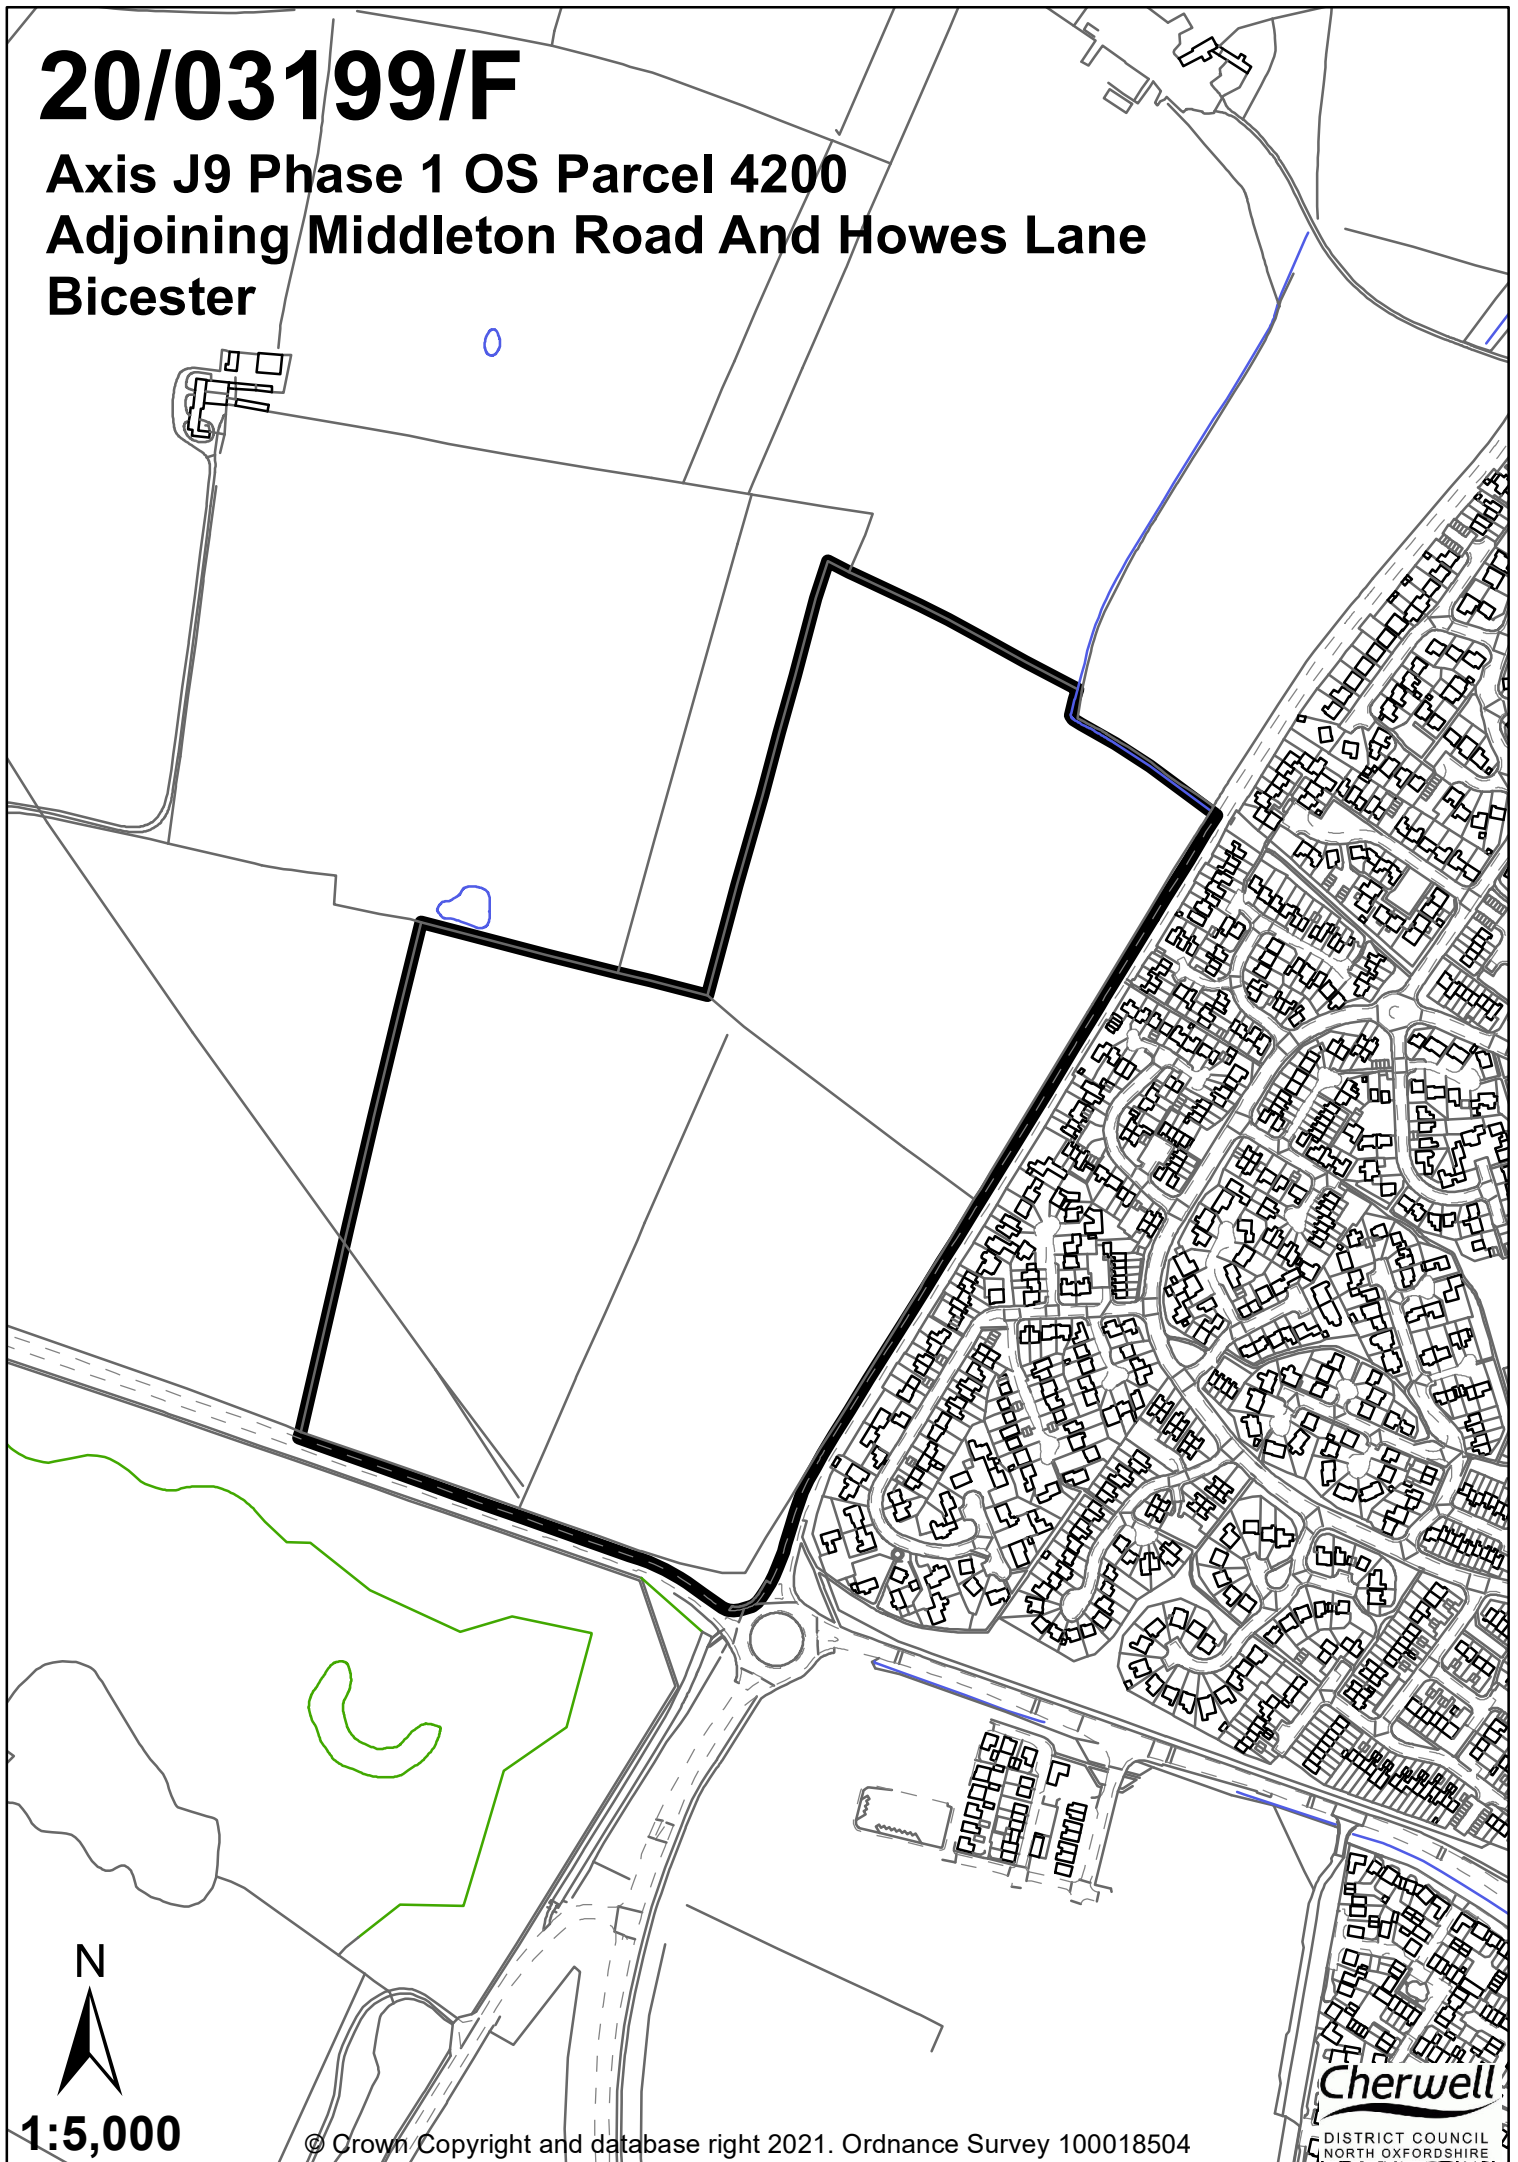 20/03199/F
Axis J9 Phase 1 OS Parcel 4200
Adjoining Middleton Road And Howes Lane
Bicester
N
1:5,000
© Crown Copyright and database right 2021. Ordnance Survey 100018504
Cherwell
DISTRICT COUNCIL
NORTH OXFORDSHIRE